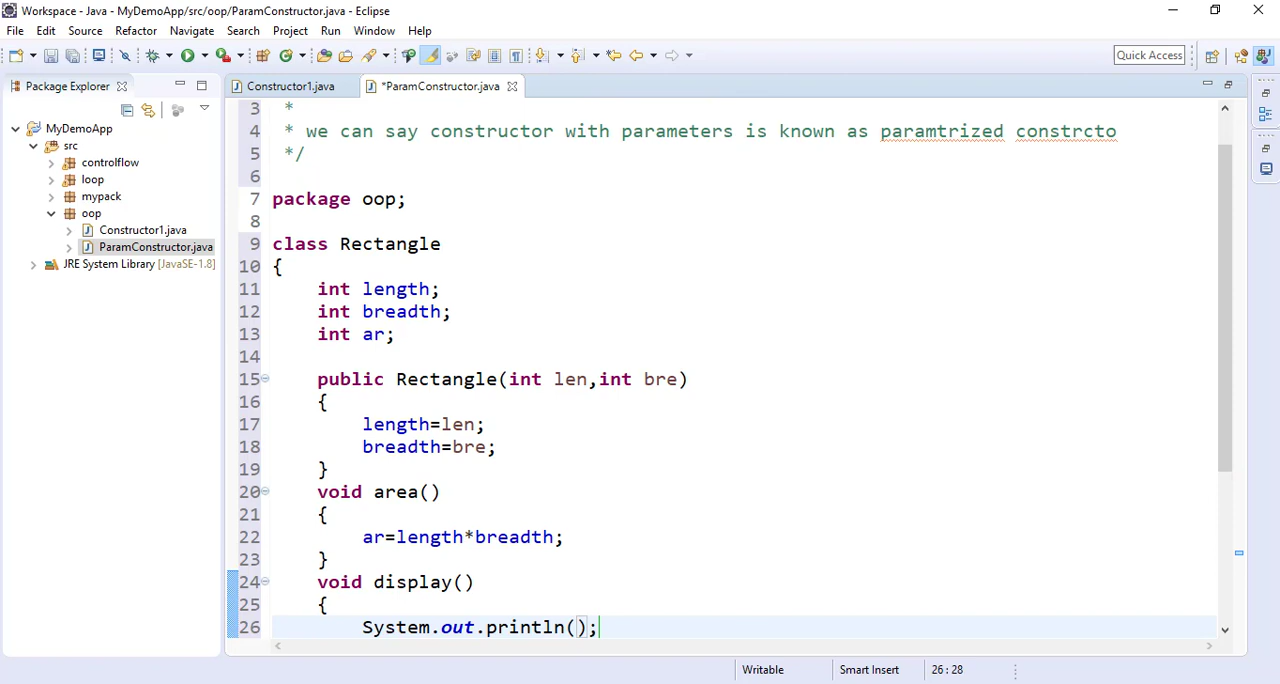 Workspace - Java - MyDemoApp/src/oop/ParamConstructor.java - Eclipse
File Edit Source Refactor Navigate Search Project Run Window Help
Quick Access
Package Explorer
MyDemoApp
src
controlflow
loop
mypack
oop
Constructor1.java
ParamConstructor.java
JRE System Library [JavaSE-1.8]
Constructor1.java *ParamConstructor.java
3 *
4 * we can say constructor with parameters is known as paramtrized constrcto
5 */
6
7 package oop;
8
9 class Rectangle
10 {
11 int length;
12 int breadth;
13 int ar;
14
15 public Rectangle(int len,int bre)
16 {
17 length=len;
18 breadth=bre;
19 }
20 void area()
21 {
22 ar=length*breadth;
23 }
24 void display()
25 {
26 System.out.println();
Writable Smart Insert 26 : 28